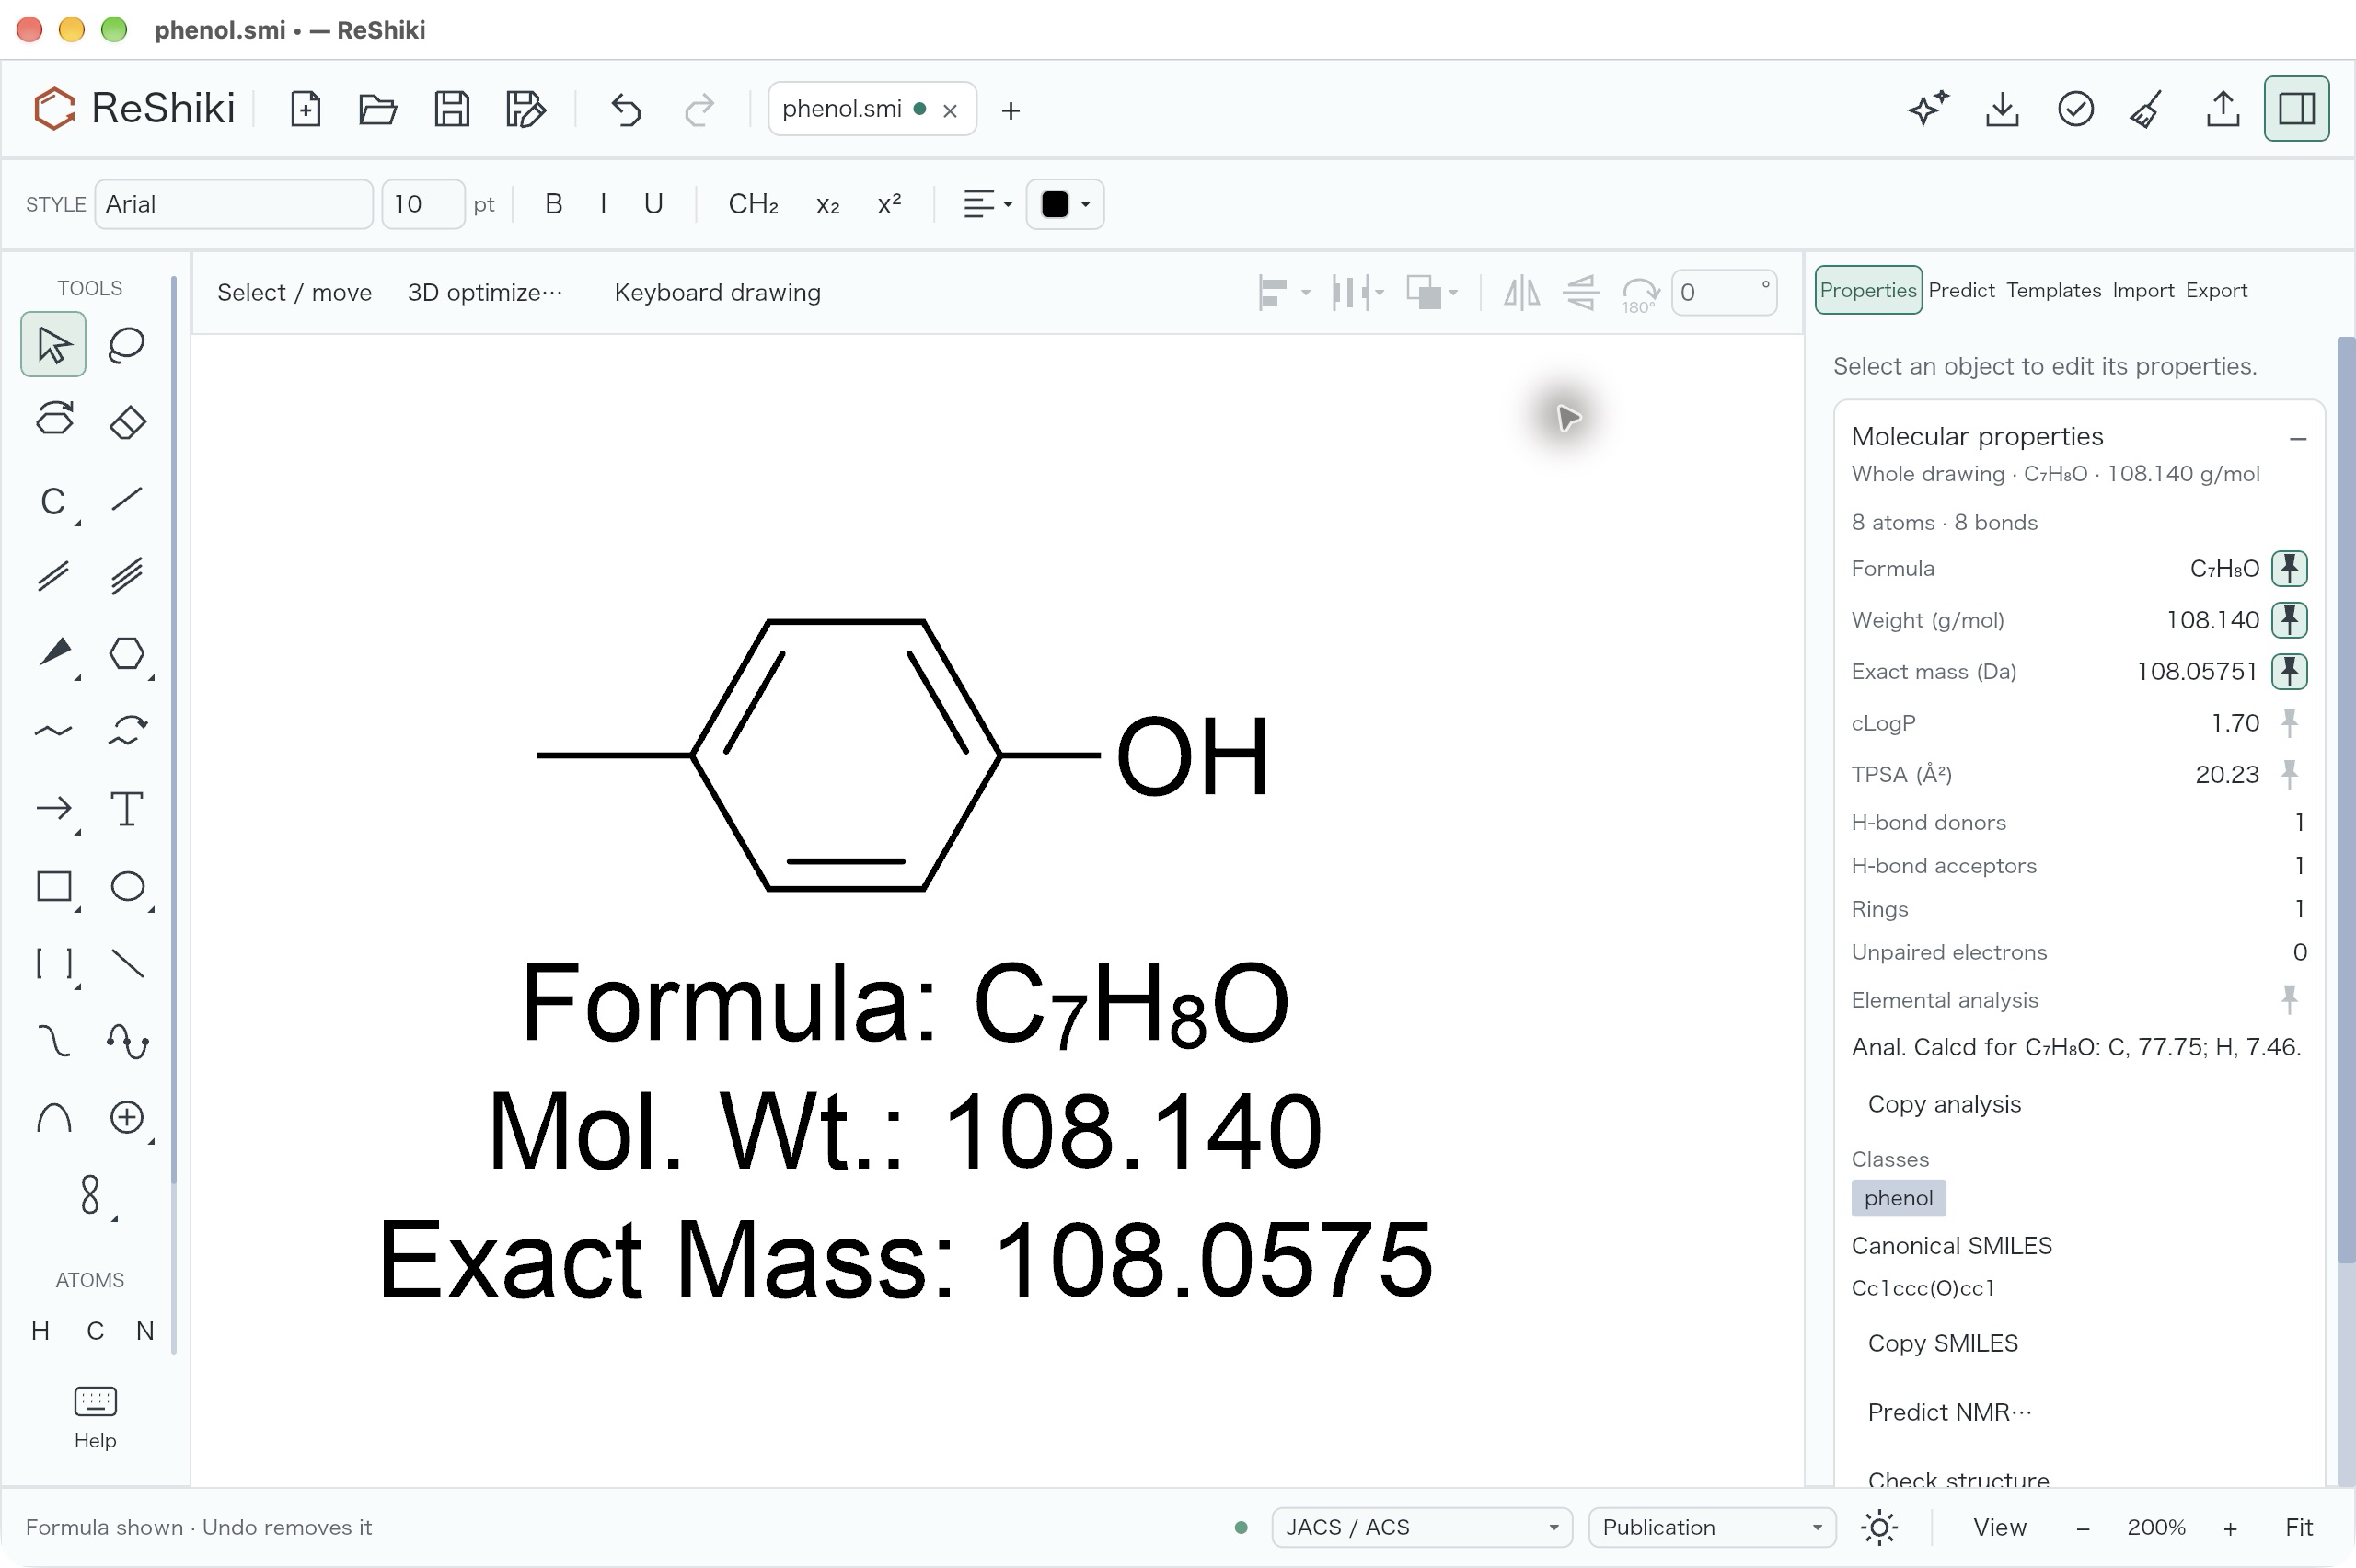 phenol.smi • — ReShiki
ReShiki
phenol.smi ● × +
STYLE Arial 10 pt B I U CH₂ x₂ x²
TOOLS
Select / move 3D optimize… Keyboard drawing 180° 0 °
Properties Predict Templates Import Export
C
T
[ ]
ATOMS
H C N
Help
OH
Formula: C₇H₈O
Mol. Wt.: 108.140
Exact Mass: 108.0575
Select an object to edit its properties.
Molecular properties –
Whole drawing · C₇H₈O · 108.140 g/mol
8 atoms · 8 bonds
Formula C₇H₈O
Weight (g/mol) 108.140
Exact mass (Da) 108.05751
cLogP 1.70
TPSA (Å²) 20.23
H-bond donors 1
H-bond acceptors 1
Rings 1
Unpaired electrons 0
Elemental analysis
Anal. Calcd for C₇H₈O: C, 77.75; H, 7.46.
Copy analysis
Classes
phenol
Canonical SMILES
Cc1ccc(O)cc1
Copy SMILES
Predict NMR…
Check structure
Formula shown · Undo removes it
JACS / ACS Publication View – 200% + Fit